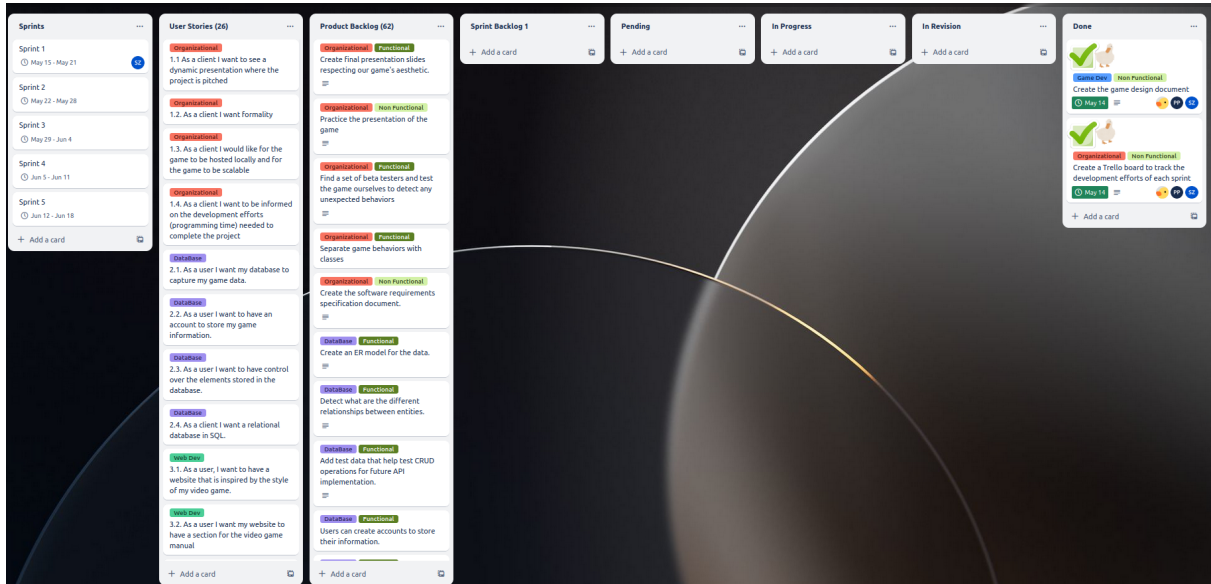 Sprints
Sprint 1
May 15 - May 21
SZ
Sprint 2
May 22 - May 28
Sprint 3
May 29 - Jun 4
Sprint 4
Jun 5 - Jun 11
Sprint 5
Jun 12 - Jun 18
+ Add a card
User Stories (26)
Organizational
1.1 As a client I want to see a
dynamic presentation where the
project is pitched
Organizational
1.2. As a client I want formality
Organizational
1.3. As a client I would like for the
game to be hosted locally and for
the game to be scalable
Organizational
1.4. As a client I want to be informed
on the development efforts
(programming time) needed to
complete the project
DataBase
2.1. As a user I want my database to
capture my game data.
DataBase
2.2. As a user I want to have an
account to store my game
information.
DataBase
2.3. As a user I want to have control
over the elements stored in the
database.
DataBase
2.4. As a client I want a relational
database in SQL.
Web Dev
3.1. As a user, I want to have a
website that is inspired by the style
of my video game.
Web Dev
3.2. As a user I want my website to
have a section for the video game
manual
+ Add a card
Product Backlog (62)
Organizational Functional
Create final presentation slides
respecting our game's aesthetic.
Organizational Non Functional
Practice the presentation of the
game
Organizational Functional
Find a set of beta testers and test
the game ourselves to detect any
unexpected behaviors
Organizational Functional
Separate game behaviors with
classes
Organizational Non Functional
Create the software requirements
specification document.
DataBase Functional
Create an ER model for the data.
DataBase Functional
Detect what are the different
relationships between entities.
DataBase Functional
Add test data that help test CRUD
operations for future API
implementation.
DataBase Functional
Users can create accounts to store
their information.
+ Add a card
Sprint Backlog 1
+ Add a card
Pending
+ Add a card
In Progress
+ Add a card
In Revision
+ Add a card
Done
Game Dev Non Functional
Create the game design document
May 14
PP SZ
Organizational Non Functional
Create a Trello board to track the
development efforts of each sprint
May 14
PP SZ
+ Add a card